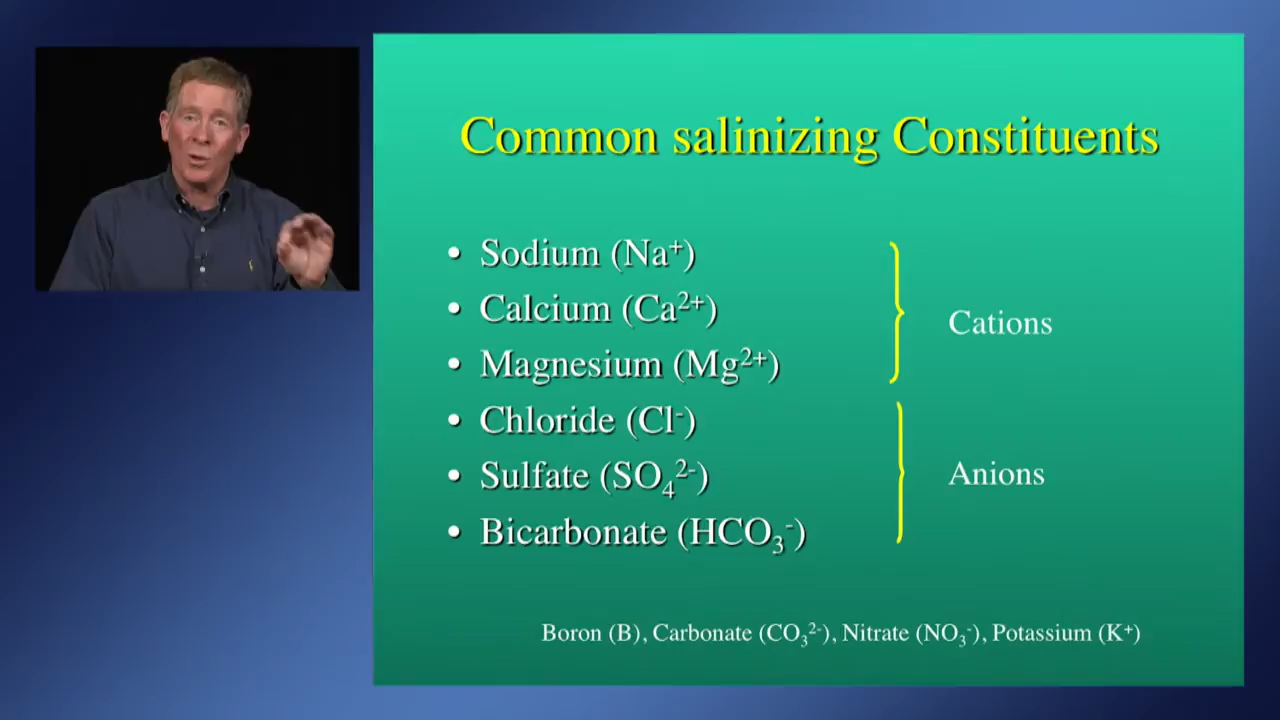 Common salinizing Constituents
• Sodium (Na⁺)
• Calcium (Ca²⁺)
• Magnesium (Mg²⁺)
Cations
• Chloride (Cl⁻)
• Sulfate (SO₄²⁻)
• Bicarbonate (HCO₃⁻)
Anions
Boron (B), Carbonate (CO₃²⁻), Nitrate (NO₃⁻), Potassium (K⁺)